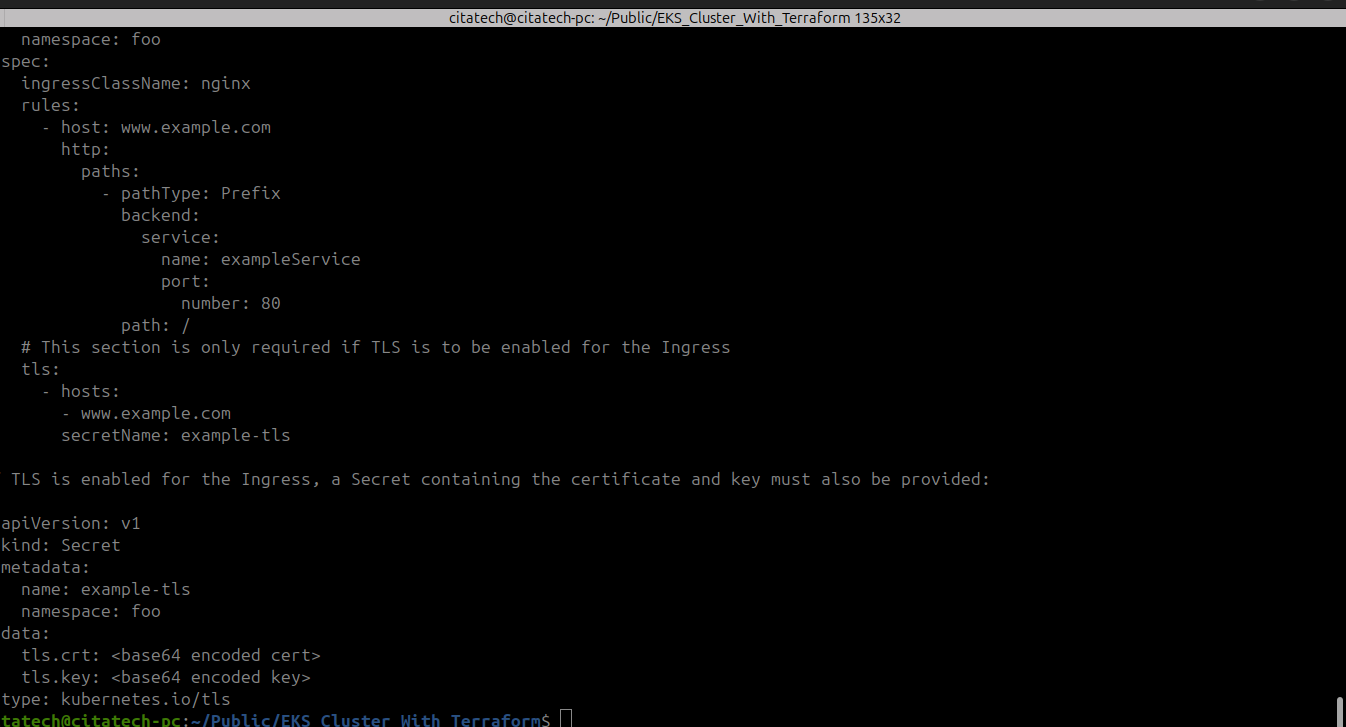 citatech@citatech-pc: ~/Public/EKS_Cluster_With_Terraform 135x32
  namespace: foo
spec:
  ingressClassName: nginx
  rules:
    - host: www.example.com
      http:
        paths:
          - pathType: Prefix
            backend:
              service:
                name: exampleService
                port:
                  number: 80
            path: /
  # This section is only required if TLS is to be enabled for the Ingress
  tls:
    - hosts:
      - www.example.com
      secretName: example-tls
TLS is enabled for the Ingress, a Secret containing the certificate and key must also be provided:
apiVersion: v1
kind: Secret
metadata:
  name: example-tls
  namespace: foo
data:
  tls.crt: <base64 encoded cert>
  tls.key: <base64 encoded key>
type: kubernetes.io/tls
tatech@citatech-pc:~/Public/EKS_Cluster_With_Terraform$